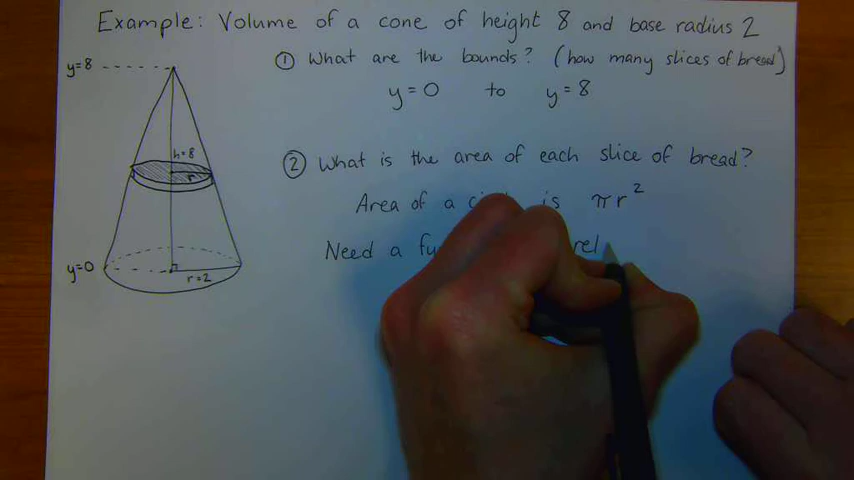 Example: Volume of a cone of height 8 and base radius 2
y=8
① What are the bounds? (how many slices of bread)
y=0 to y=8
h=8
r
② What is the area of each slice of bread?
Area of a is πr²
Need a
y=0
r=2